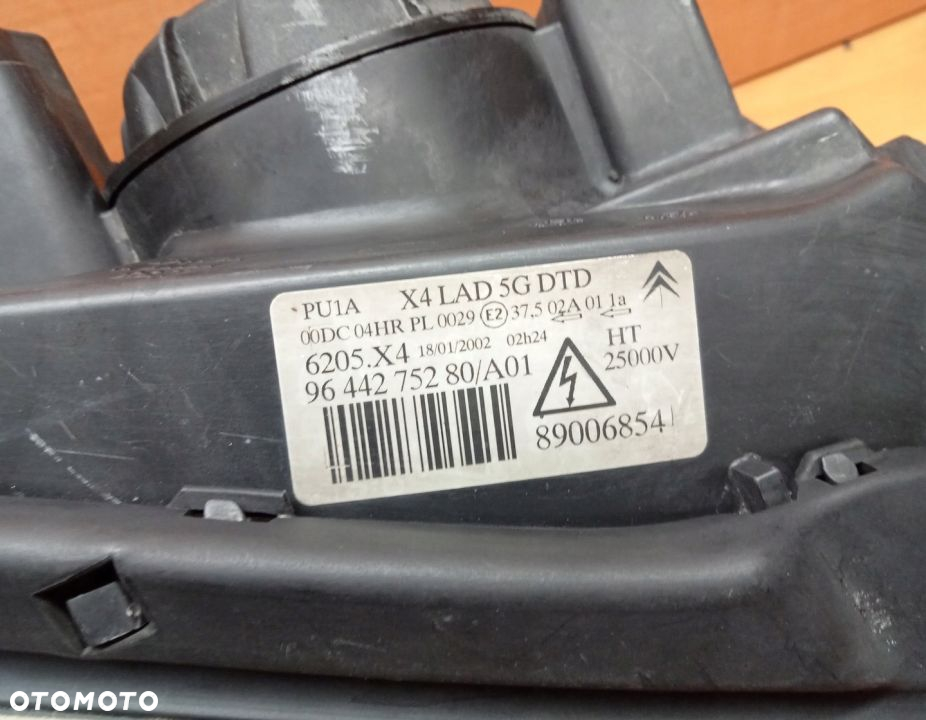 PU1A X4 LAD 5G DTD
00DC 04HR PL 0029 E2 37,5 02A 01 1a
6205.X4 18/01/2002 02h24 HT
96 442 752 80/A01 25000V
89006854
OTOMOTO